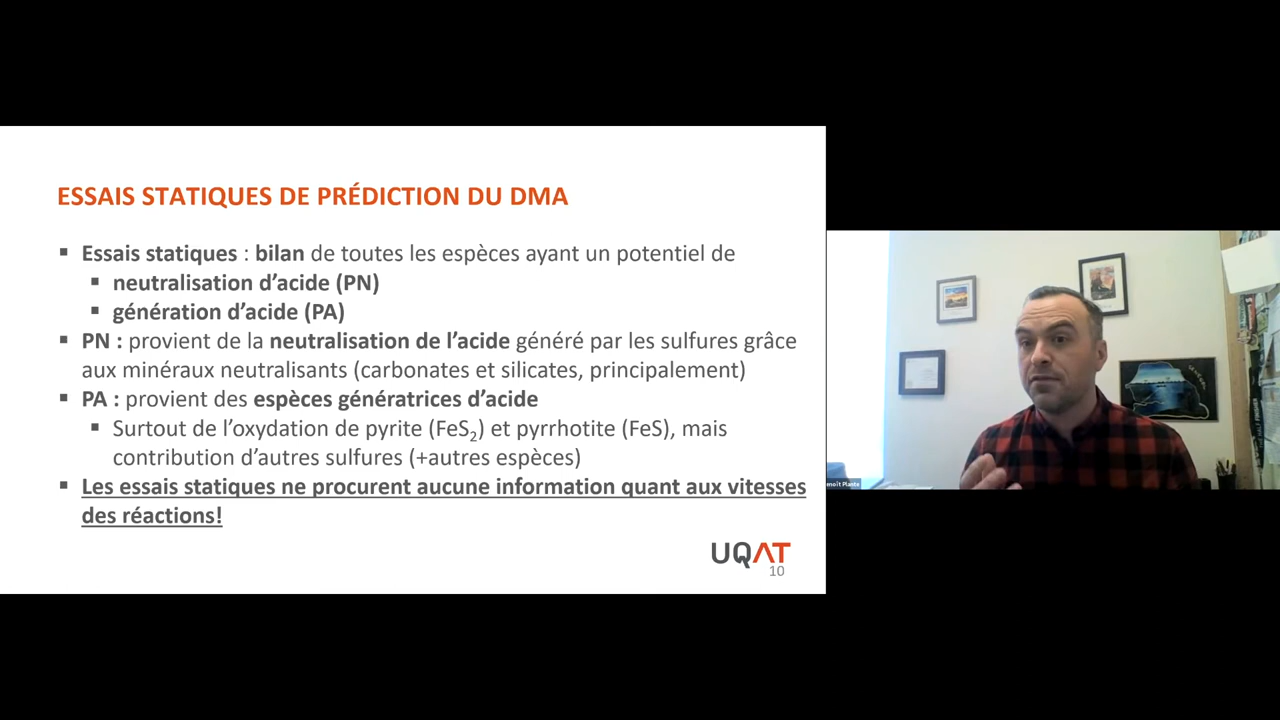 ESSAIS STATIQUES DE PRÉDICTION DU DMA
▪ Essais statiques : bilan de toutes les espèces ayant un potentiel de
▪ neutralisation d’acide (PN)
▪ génération d’acide (PA)
▪ PN : provient de la neutralisation de l’acide généré par les sulfures grâce
aux minéraux neutralisants (carbonates et silicates, principalement)
▪ PA : provient des espèces génératrices d’acide
▪ Surtout de l’oxydation de pyrite (FeS2) et pyrrhotite (FeS), mais
contribution d’autres sulfures (+autres espèces)
▪ Les essais statiques ne procurent aucune information quant aux vitesses
des réactions!
UQAT
10
enoît Plante